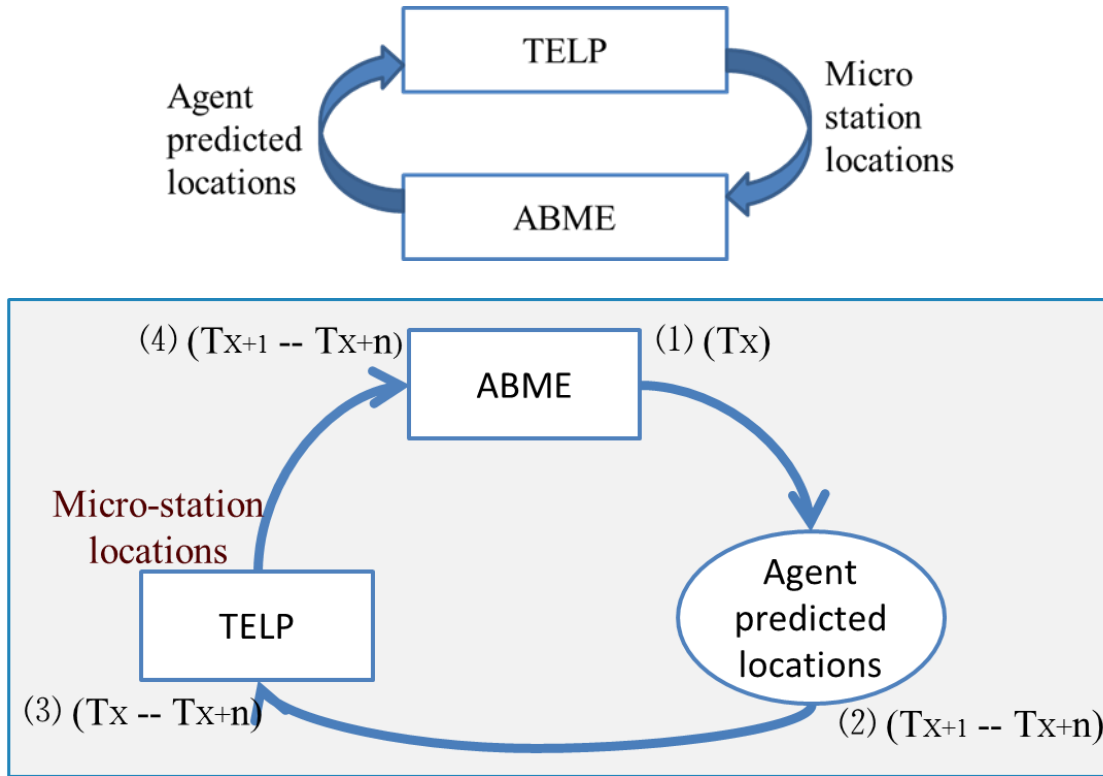 TELP
Agent
predicted
locations
Micro
station
locations
ABME
⑷ (TX+1 -- TX+n)
ABME
⑴ (TX)
Micro-station
locations
TELP
Agent
predicted
locations
⑶ (TX -- TX+n)
⑵ (TX+1 -- TX+n)